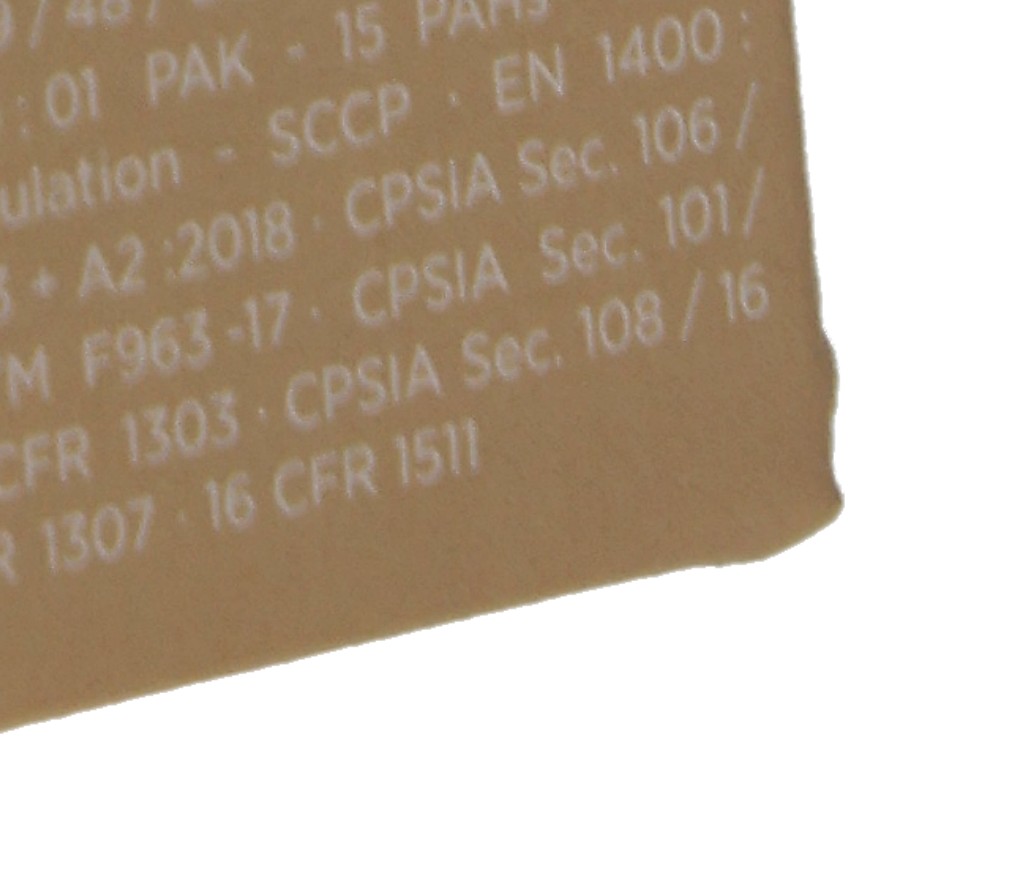 : 01 PAK - 15 PAHs
ulation - SCCP · EN 1400 :
3 + A2 :2018 · CPSIA Sec. 106 /
M F963-17 · CPSIA Sec. 101 /
CFR 1303 · CPSIA Sec. 108 / 16
R 1307 · 16 CFR 1511